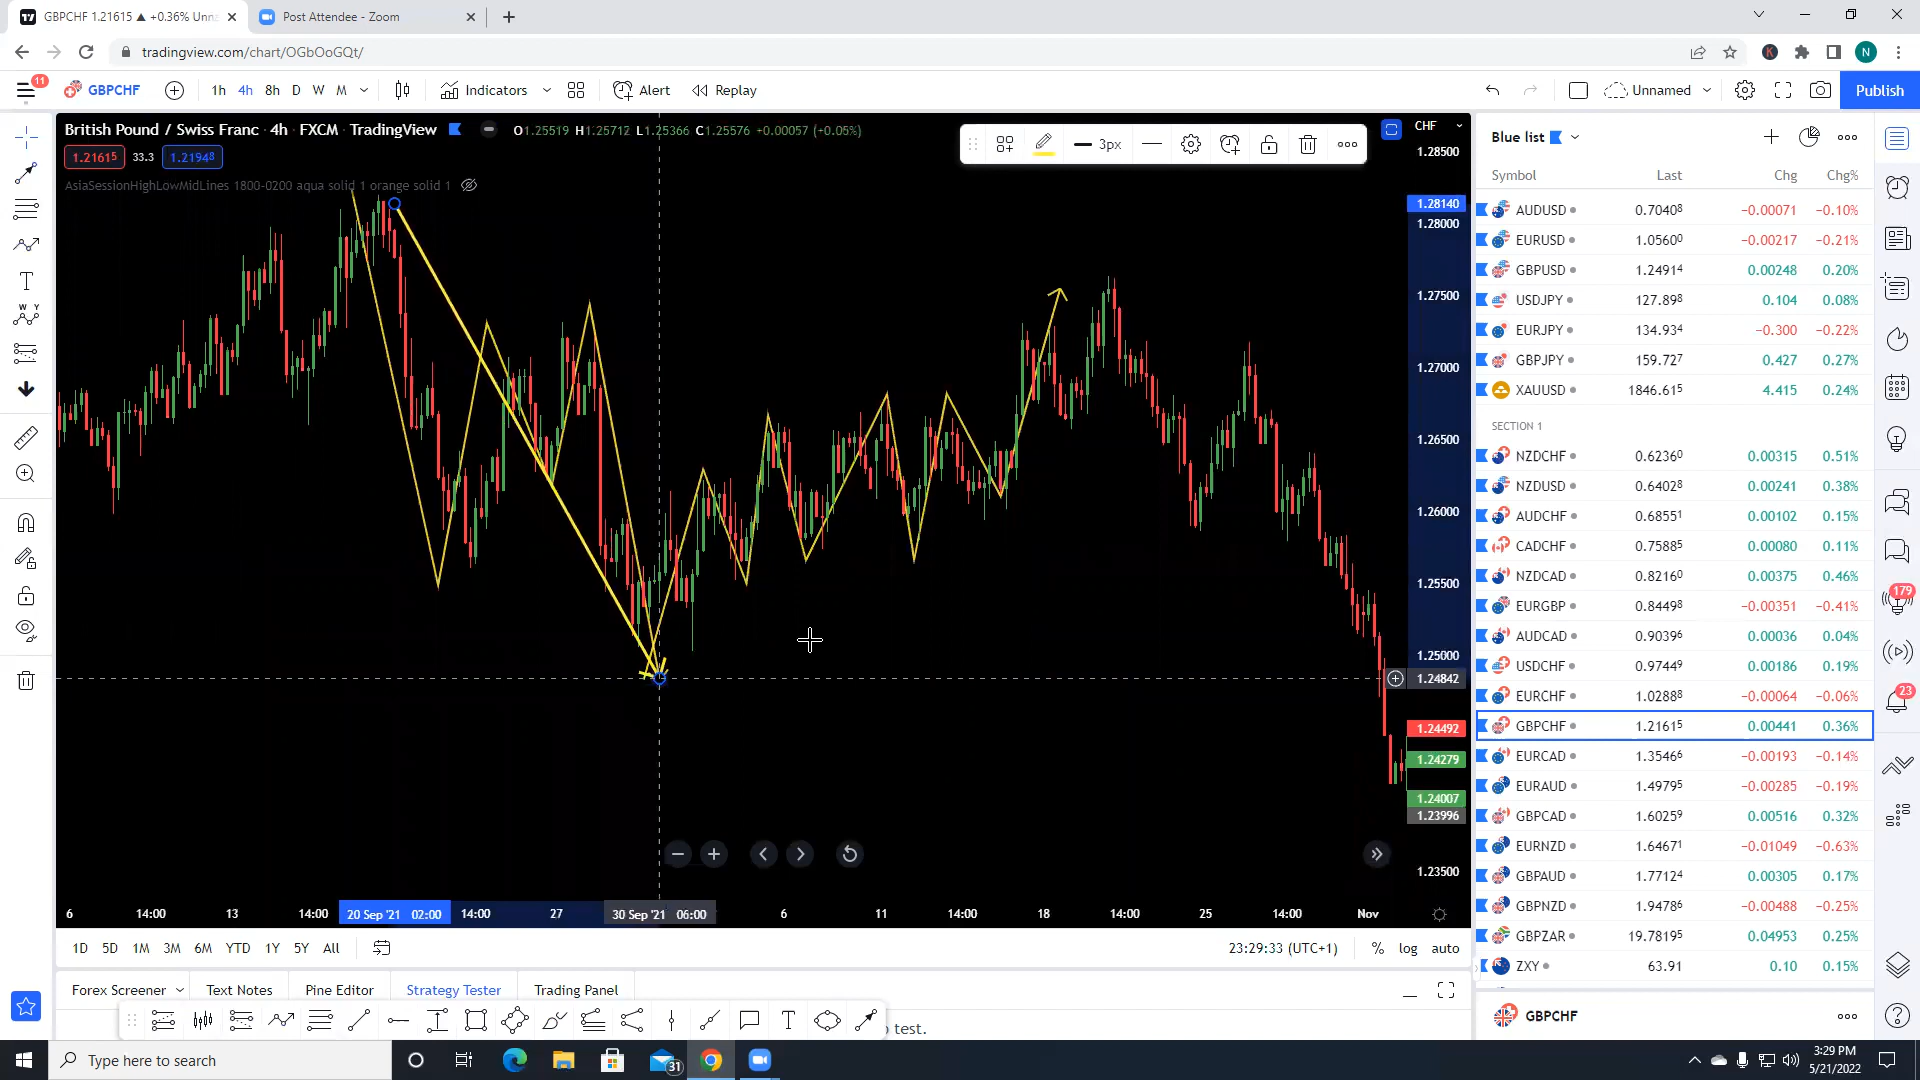 GBPCHF 1.21615 ▲ +0.36% Unna
Post Attendee - Zoom
tradingview.com/chart/OGbOoGQt/
N
11
GBPCHF
1h 4h 8h D W M
Indicators
Alert
Replay
Unnamed
Publish
British Pound / Swiss Franc · 4h · FXCM · TradingView
O1.25519 H1.25712 L1.25366 C1.25576 +0.00057 (+0.05%)
1.21615 33.3 1.21948
AsiaSessionHighLowMidLines 1800-0200 aqua solid 1 orange solid 1
3px
CHF
1.28500
1.28140
1.28000
1.27500
1.27000
1.26500
1.26000
1.25500
1.25000
1.24842
1.24492
1.24279
1.24007
1.23996
1.23500
6 14:00 13 14:00 20 Sep '21 02:00 14:00 27 30 Sep '21 06:00 6 11 14:00 18 14:00 25 14:00 Nov
1D 5D 1M 3M 6M YTD 1Y 5Y All
23:29:33 (UTC+1) % log auto
Forex Screener Text Notes Pine Editor Strategy Tester Trading Panel
test.
Blue list
Symbol Last Chg Chg%
AUDUSD 0.70408 −0.00071 −0.10%
EURUSD 1.05600 −0.00217 −0.21%
GBPUSD 1.24914 0.00248 0.20%
USDJPY 127.898 0.104 0.08%
EURJPY 134.934 −0.300 −0.22%
GBPJPY 159.727 0.427 0.27%
XAUUSD 1846.615 4.415 0.24%
SECTION 1
NZDCHF 0.62360 0.00315 0.51%
NZDUSD 0.64028 0.00241 0.38%
AUDCHF 0.68551 0.00102 0.15%
CADCHF 0.75885 0.00080 0.11%
NZDCAD 0.82160 0.00375 0.46%
EURGBP 0.84498 −0.00351 −0.41%
AUDCAD 0.90396 0.00036 0.04%
USDCHF 0.97449 0.00186 0.19%
EURCHF 1.02888 −0.00064 −0.06%
GBPCHF 1.21615 0.00441 0.36%
EURCAD 1.35466 −0.00193 −0.14%
EURAUD 1.49795 −0.00285 −0.19%
GBPCAD 1.60259 0.00516 0.32%
EURNZD 1.64671 −0.01049 −0.63%
GBPAUD 1.77124 0.00305 0.17%
GBPNZD 1.94786 −0.00488 −0.25%
GBPZAR 19.78195 0.04953 0.25%
ZXY 63.91 0.10 0.15%
GBPCHF
179
23
Type here to search
31
3:29 PM
5/21/2022